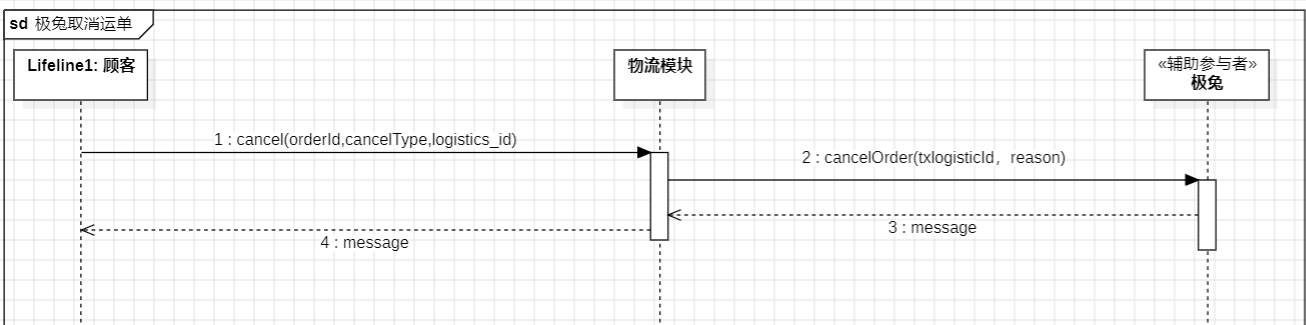 sd 极兔取消运单
Lifeline1: 顾客
物流模块
«辅助参与者»
极兔
1 : cancel(orderId,cancelType,logistics_id)
2 : cancelOrder(txlogisticId，reason)
3 : message
4 : message